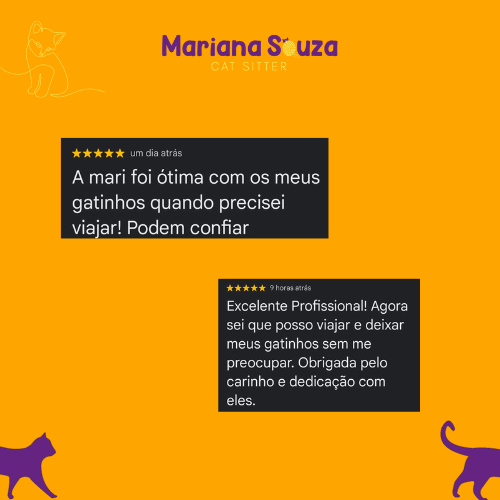 Mariana Souza
CAT SITTER
um dia atrás
A mari foi ótima com os meus
gatinhos quando precisei
viajar! Podem confiar
9 horas atrás
Excelente Profissional! Agora
sei que posso viajar e deixar
meus gatinhos sem me
preocupar. Obrigada pelo
carinho e dedicação com
eles.